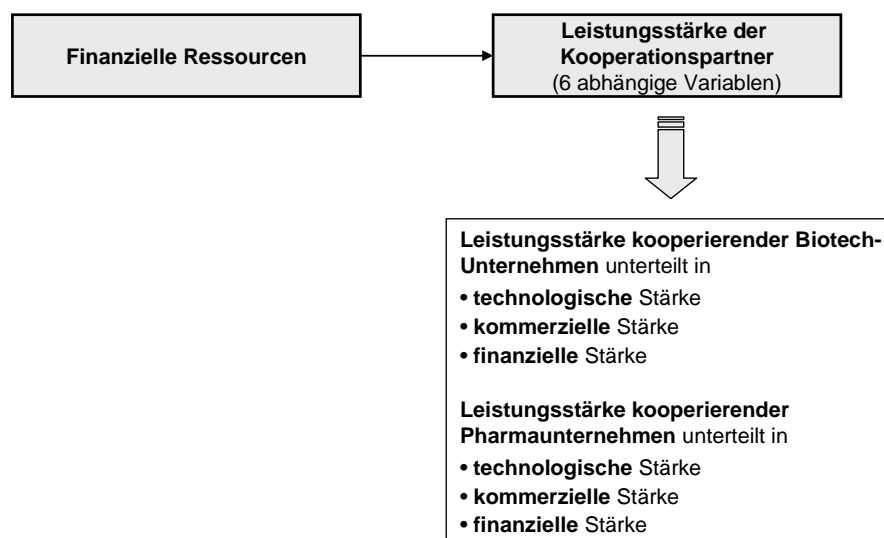 Finanzielle Ressourcen
Leistungsstärke der
Kooperationspartner
(6 abhängige Variablen)
Leistungsstärke kooperierender Biotech-
Unternehmen unterteilt in
• technologische Stärke
• kommerzielle Stärke
• finanzielle Stärke
Leistungsstärke kooperierender
Pharmaunternehmen unterteilt in
• technologische Stärke
• kommerzielle Stärke
• finanzielle Stärke